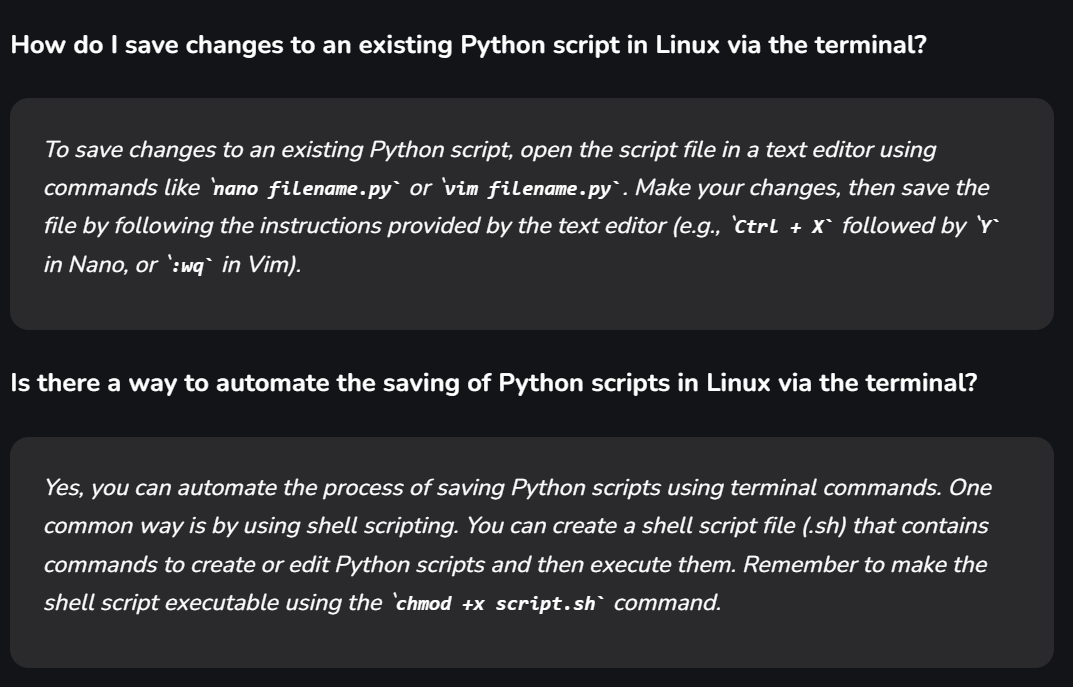 How do I save changes to an existing Python script in Linux via the terminal?
To save changes to an existing Python script, open the script file in a text editor using
commands like `nano filename.py` or `vim filename.py`. Make your changes, then save the
file by following the instructions provided by the text editor (e.g., `Ctrl + X` followed by `Y`
in Nano, or `:wq` in Vim).
Is there a way to automate the saving of Python scripts in Linux via the terminal?
Yes, you can automate the process of saving Python scripts using terminal commands. One
common way is by using shell scripting. You can create a shell script file (.sh) that contains
commands to create or edit Python scripts and then execute them. Remember to make the
shell script executable using the `chmod +x script.sh` command.